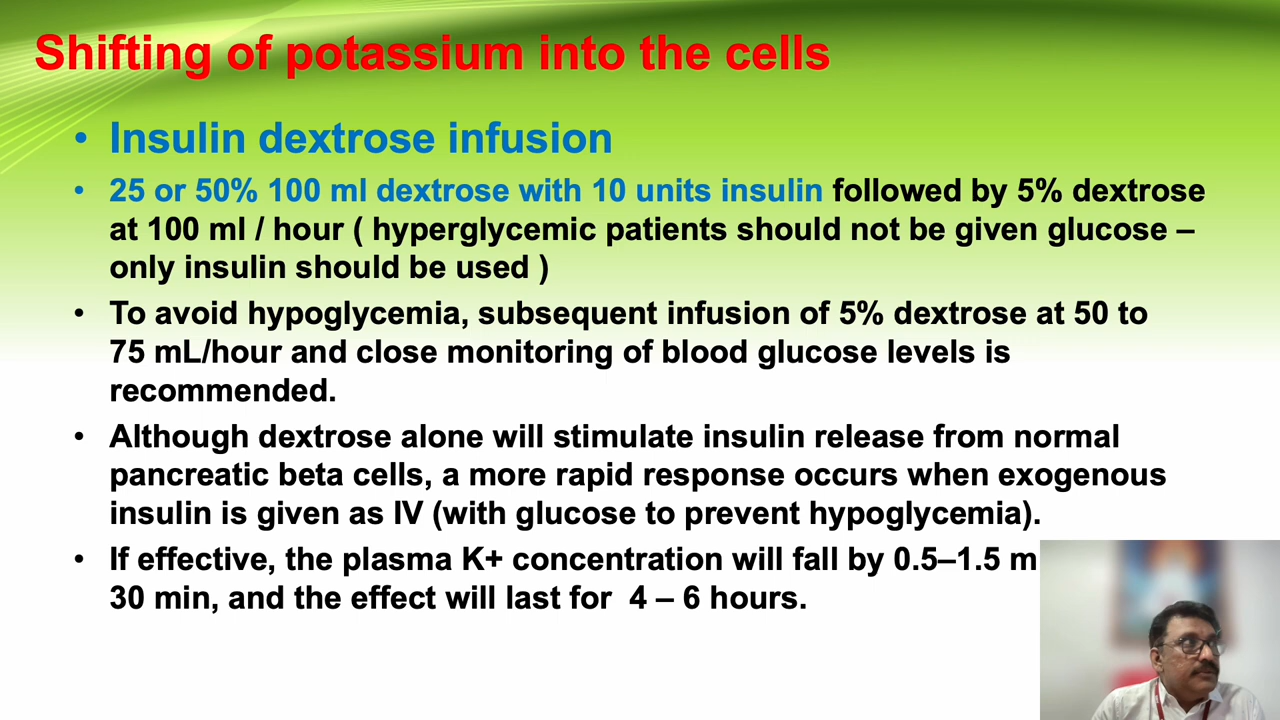 Shifting of potassium into the cells
• Insulin dextrose infusion
• 25 or 50% 100 ml dextrose with 10 units insulin followed by 5% dextrose
at 100 ml / hour ( hyperglycemic patients should not be given glucose –
only insulin should be used )
• To avoid hypoglycemia, subsequent infusion of 5% dextrose at 50 to
75 mL/hour and close monitoring of blood glucose levels is
recommended.
• Although dextrose alone will stimulate insulin release from normal
pancreatic beta cells, a more rapid response occurs when exogenous
insulin is given as IV (with glucose to prevent hypoglycemia).
• If effective, the plasma K+ concentration will fall by 0.5–1.5 m
30 min, and the effect will last for 4 – 6 hours.